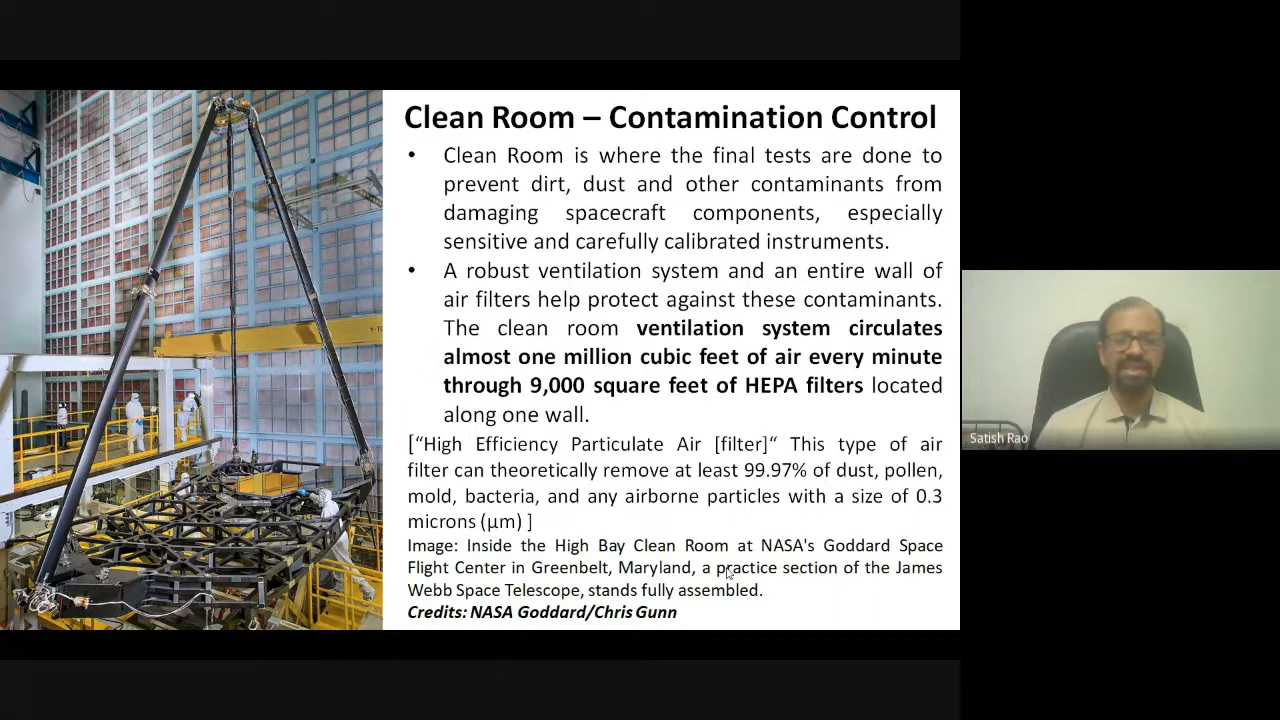 Clean Room – Contamination Control
• Clean Room is where the final tests are done to
prevent dirt, dust and other contaminants from
damaging spacecraft components, especially
sensitive and carefully calibrated instruments.
• A robust ventilation system and an entire wall of
air filters help protect against these contaminants.
The clean room ventilation system circulates
almost one million cubic feet of air every minute
through 9,000 square feet of HEPA filters located
along one wall.
[“High Efficiency Particulate Air [filter]“ This type of air
filter can theoretically remove at least 99.97% of dust, pollen,
mold, bacteria, and any airborne particles with a size of 0.3
microns (µm) ]
Image: Inside the High Bay Clean Room at NASA's Goddard Space
Flight Center in Greenbelt, Maryland, a practice section of the James
Webb Space Telescope, stands fully assembled.
Credits: NASA Goddard/Chris Gunn
Satish Rao